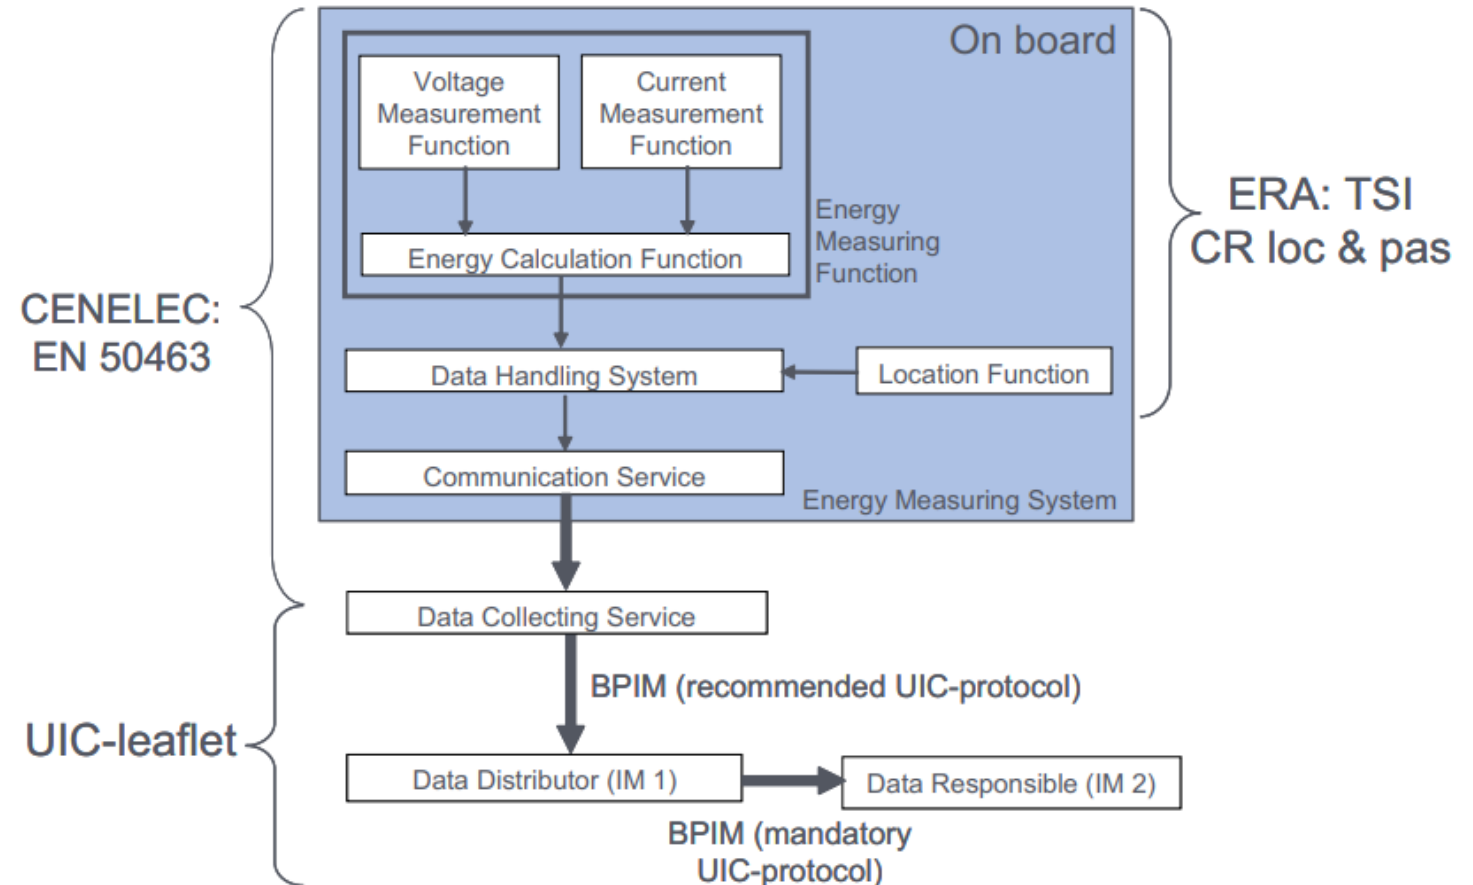 On board
Voltage
Measurement
Function
Current
Measurement
Function
Energy
Measuring
Function
Energy Calculation Function
ERA: TSI
CR loc & pas
CENELEC:
EN 50463
Data Handling System
Location Function
Communication Service
Energy Measuring System
Data Collecting Service
BPIM (recommended UIC-protocol)
UIC-leaflet
Data Distributor (IM 1)
Data Responsible (IM 2)
BPIM (mandatory
UIC-protocol)